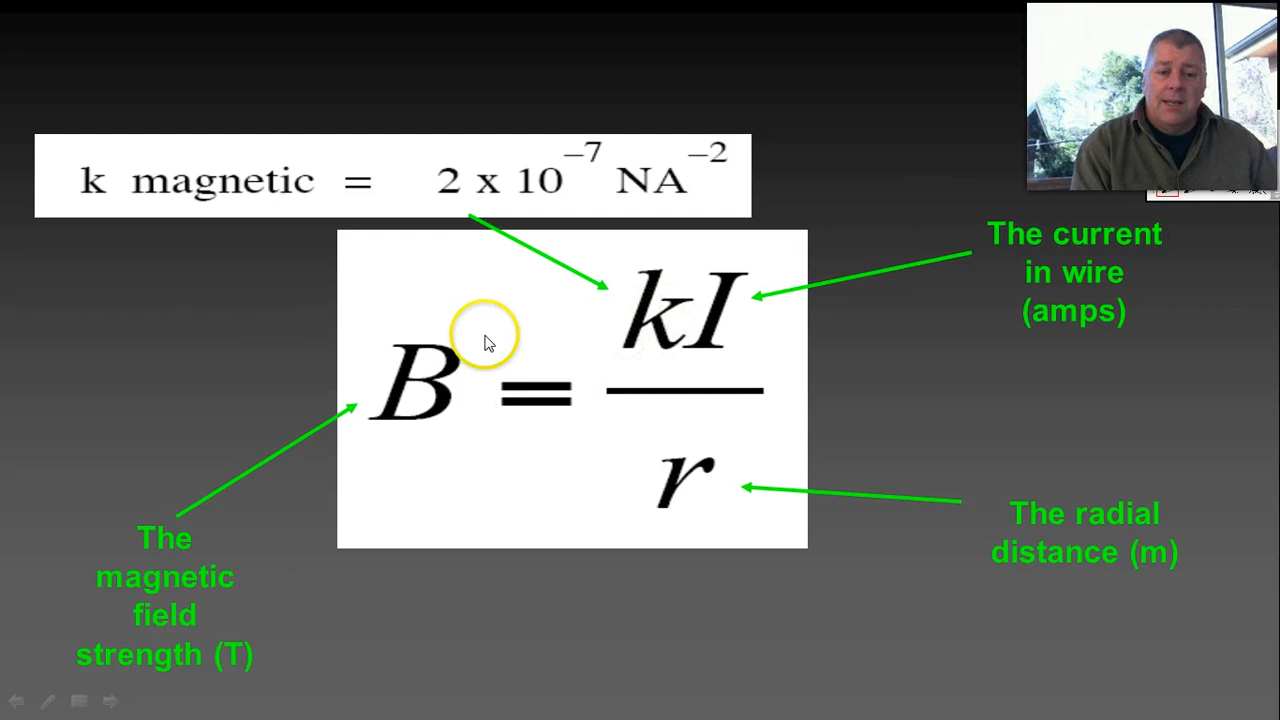 k magnetic = 2 x 10⁻⁷ NA⁻²
B = kI / r
The current
in wire
(amps)
The radial
distance (m)
The
magnetic
field
strength (T)